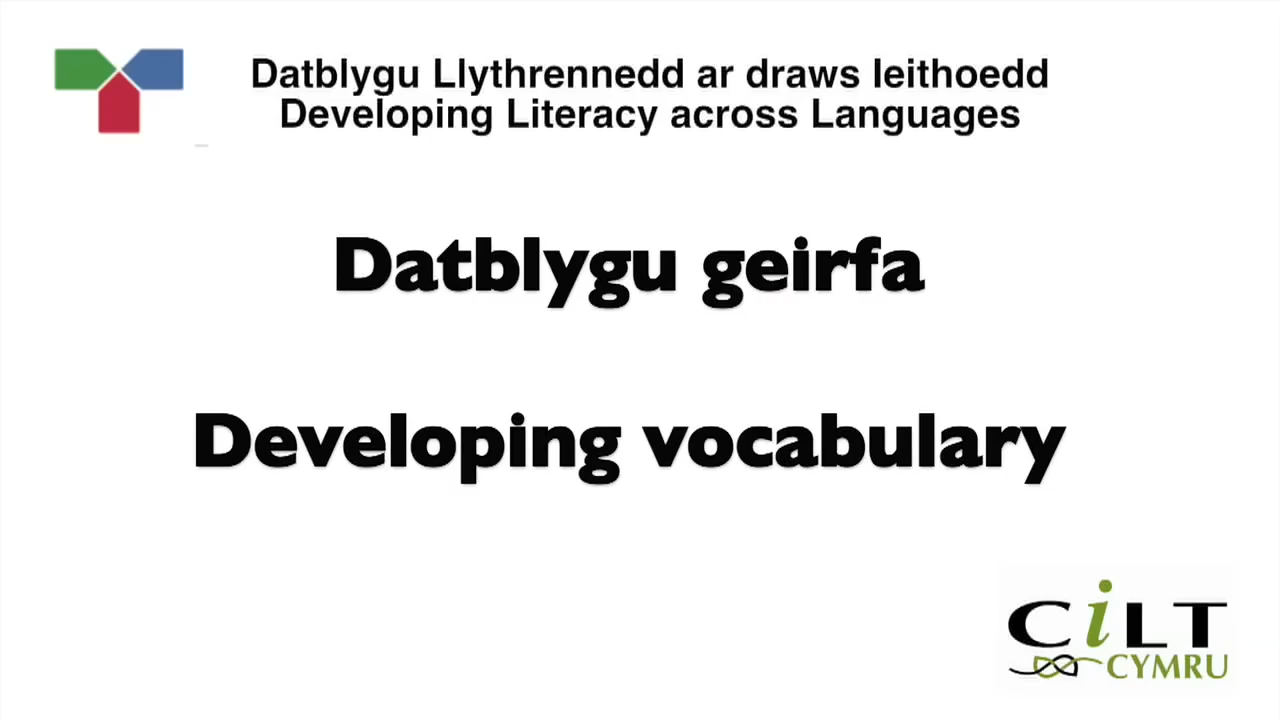 Datblygu Llythrennedd ar draws Ieithoedd
Developing Literacy across Languages
Datblygu geirfa
Developing vocabulary
CiLT
CYMRU